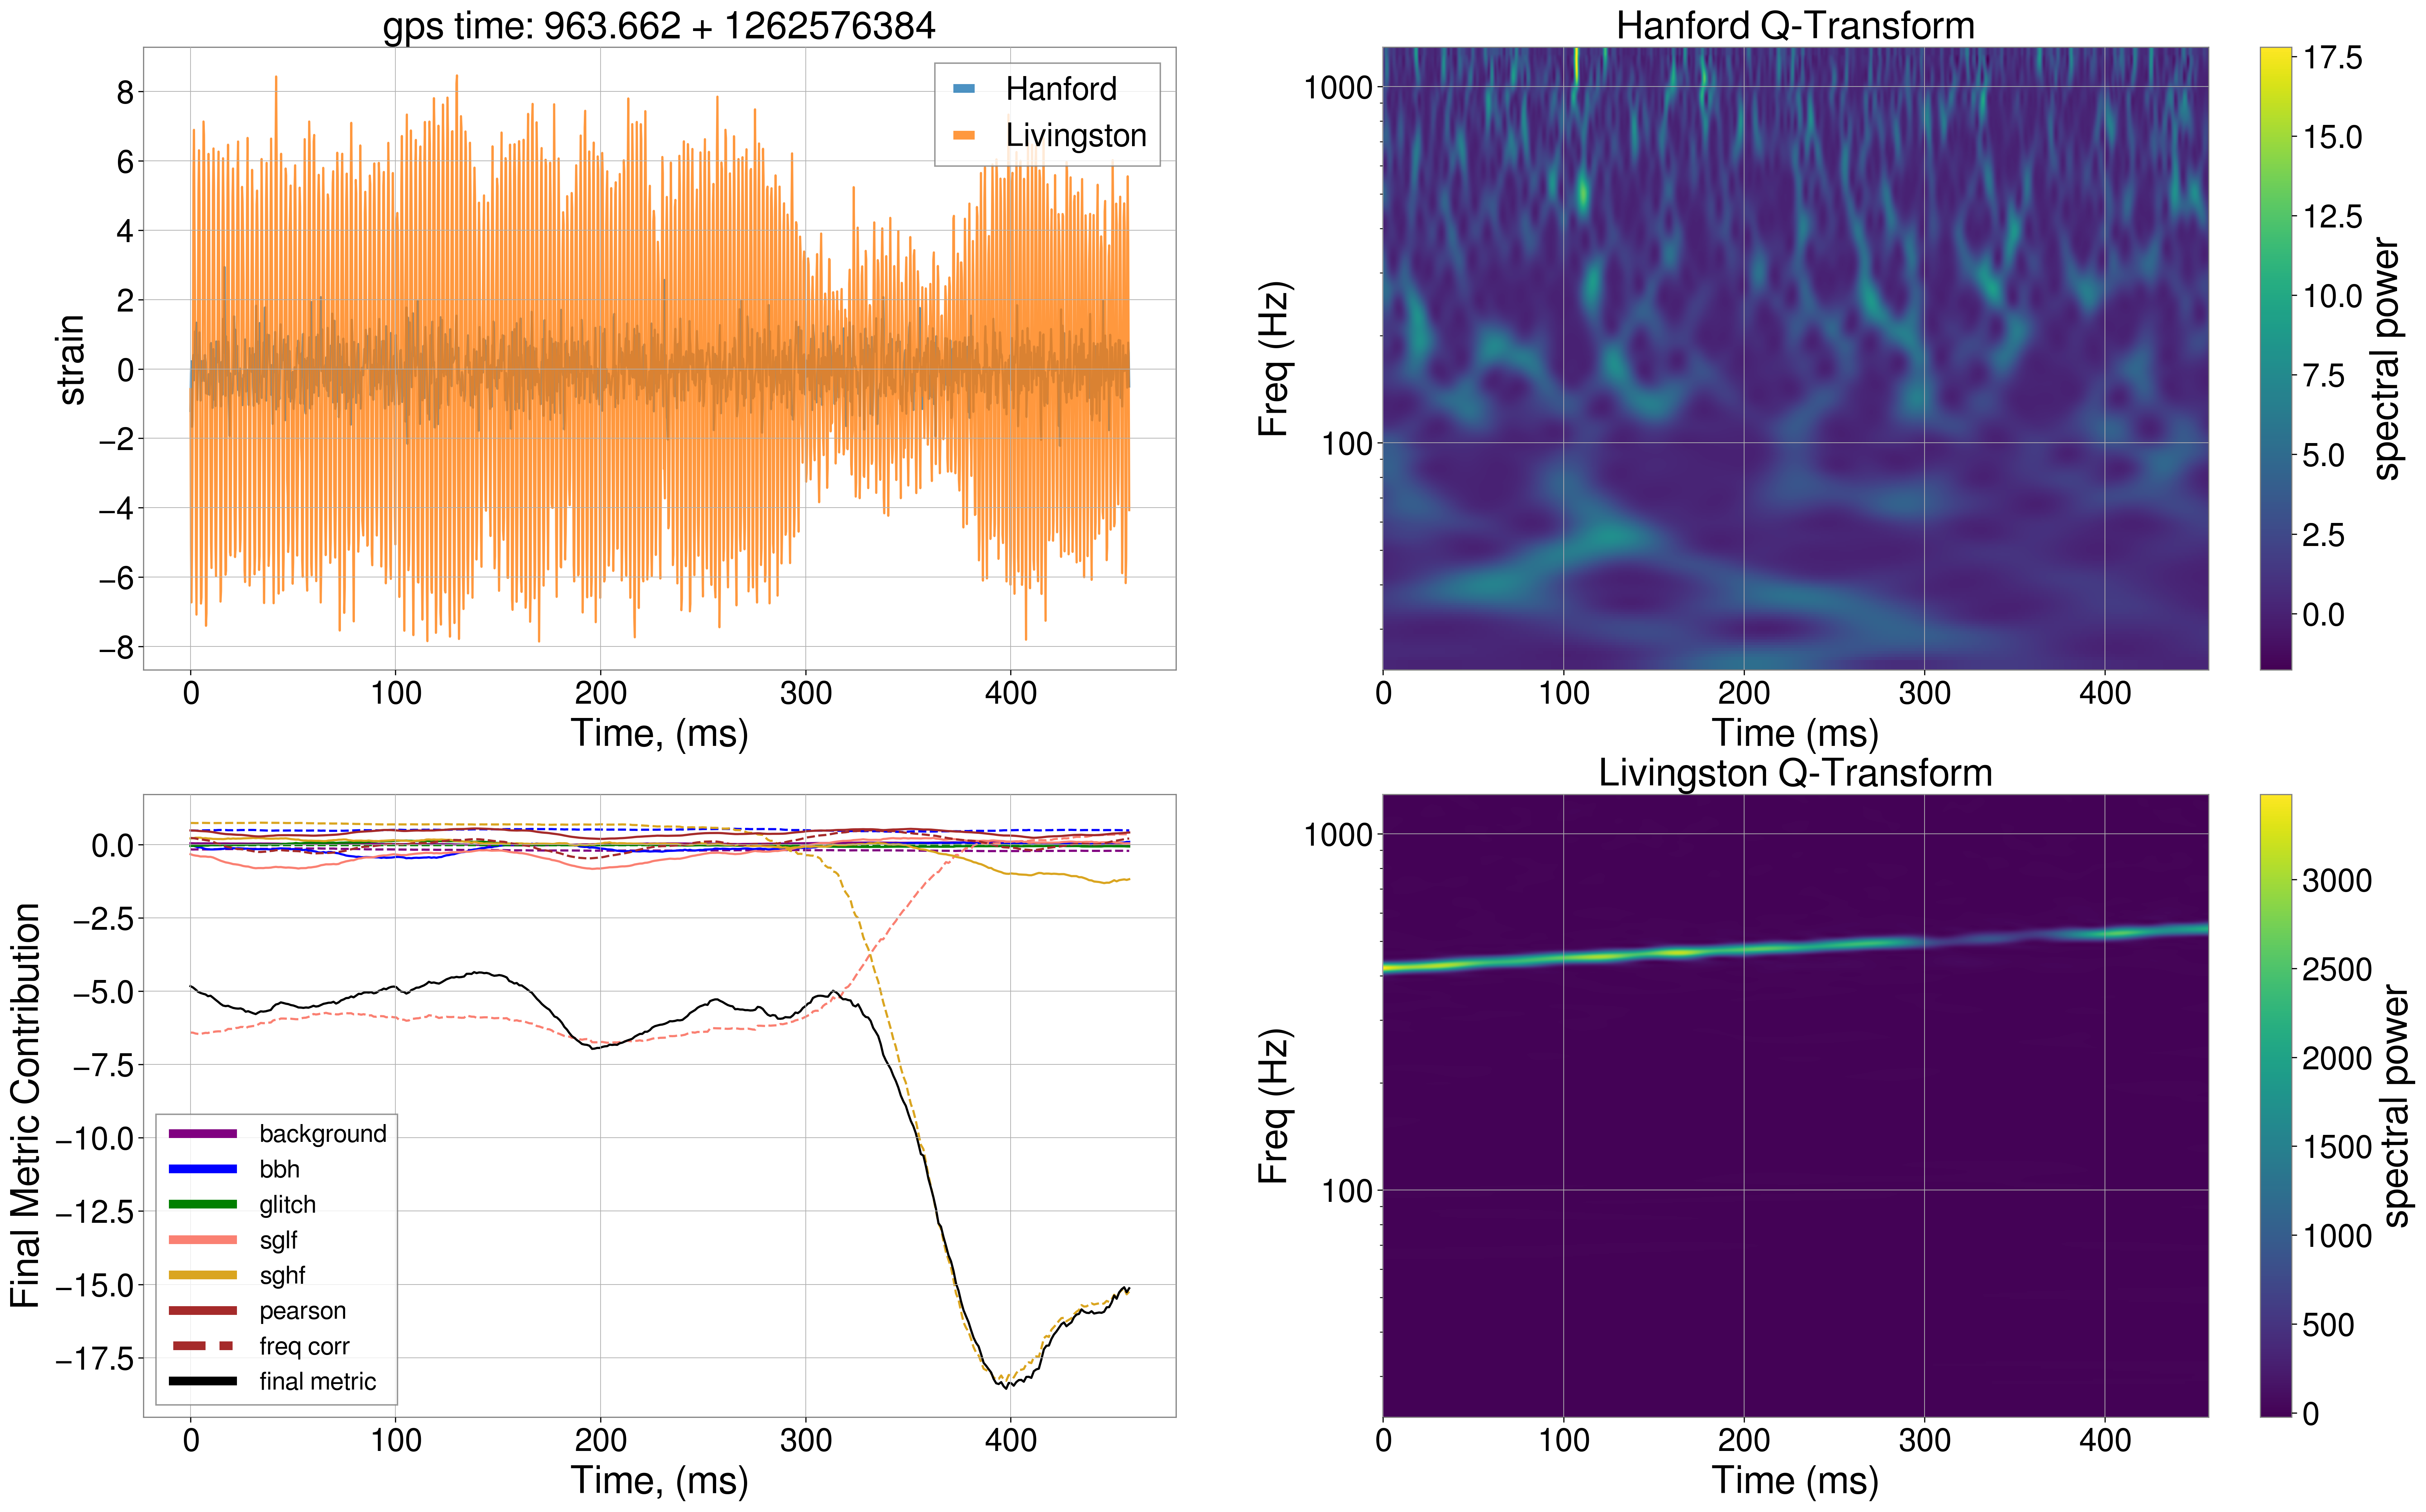 gps time: 963.662 + 1262576384
8
6
4
2
0
−2
−4
−6
−8
strain
Hanford
Livingston
0 100 200 300 400
Time, (ms)
Hanford Q-Transform
1000
100
Freq (Hz)
0 100 200 300 400
Time (ms)
17.5
15.0
12.5
10.0
7.5
5.0
2.5
0.0
spectral power
0.0
−2.5
−5.0
−7.5
−10.0
−12.5
−15.0
−17.5
Final Metric Contribution
background
bbh
glitch
sglf
sghf
pearson
freq corr
final metric
0 100 200 300 400
Time, (ms)
Livingston Q-Transform
1000
100
Freq (Hz)
0 100 200 300 400
Time (ms)
3000
2500
2000
1500
1000
500
0
spectral power